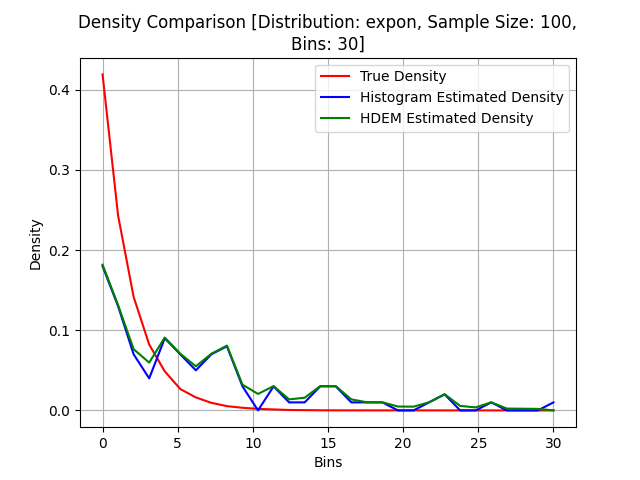 Density Comparison [Distribution: expon, Sample Size: 100,
Bins: 30]
True Density
Histogram Estimated Density
HDEM Estimated Density
Density
0.4
0.3
0.2
0.1
0.0
0 5 10 15 20 25 30
Bins